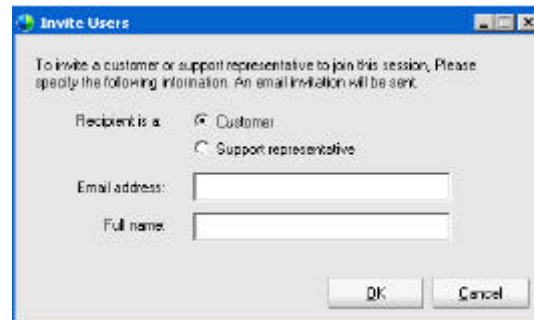 Invite Users
To invite a customer or support representative to join this session, Please
specify the following information. An email invitation will be sent.
Recipient is a:
Customer
Support representative
Email address:
Full name:
OK
Cancel